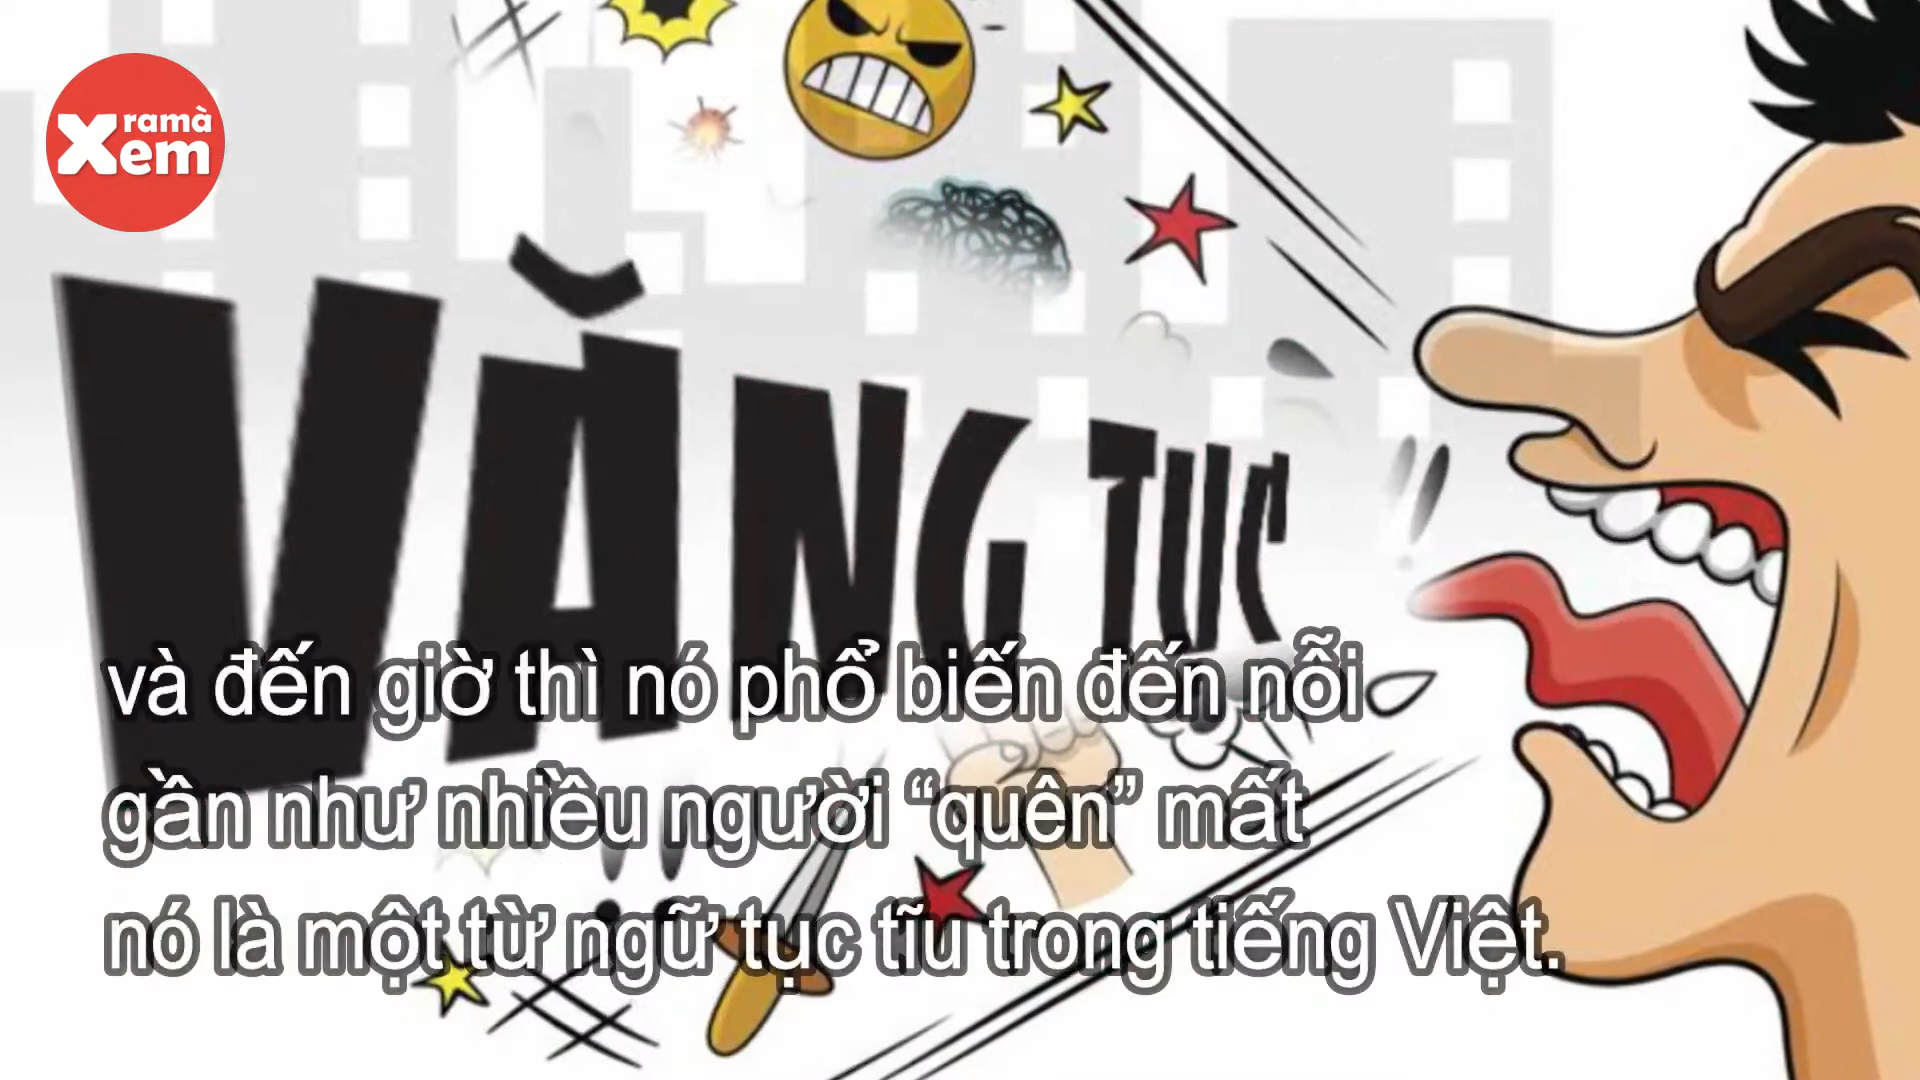 xramà
xem
VĂNG TỤC
và đến giờ thì nó phổ biến đến nỗi
gần như nhiều người “quên” mất
nó là một từ ngữ tục tĩu trong tiếng Việt.